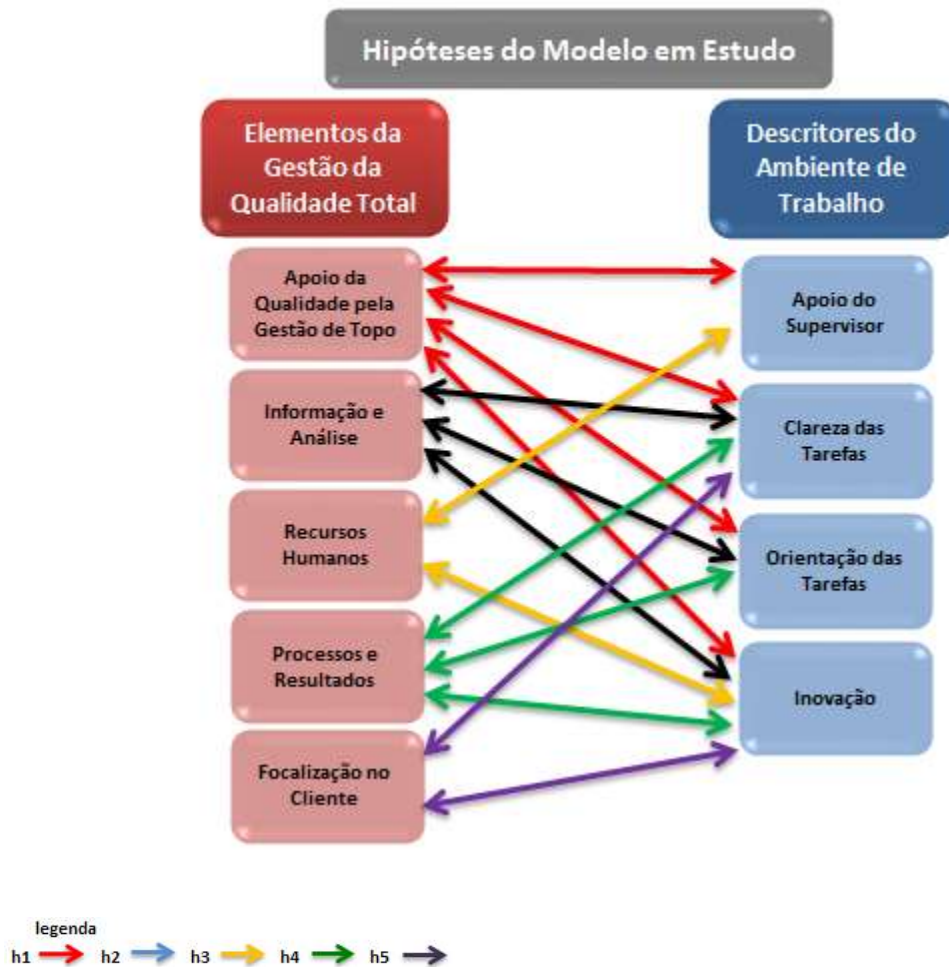 Hipóteses do Modelo em Estudo
Elementos da
Gestão da
Qualidade Total
Descritores do
Ambiente de
Trabalho
Apoio da
Qualidade pela
Gestão de Topo
Apoio do
Supervisor
Informação e
Análise
Clareza das
Tarefas
Recursos
Humanos
Orientação das
Tarefas
Processos e
Resultados
Inovação
Focalização no
Cliente
legenda
h1 h2 h3 h4 h5